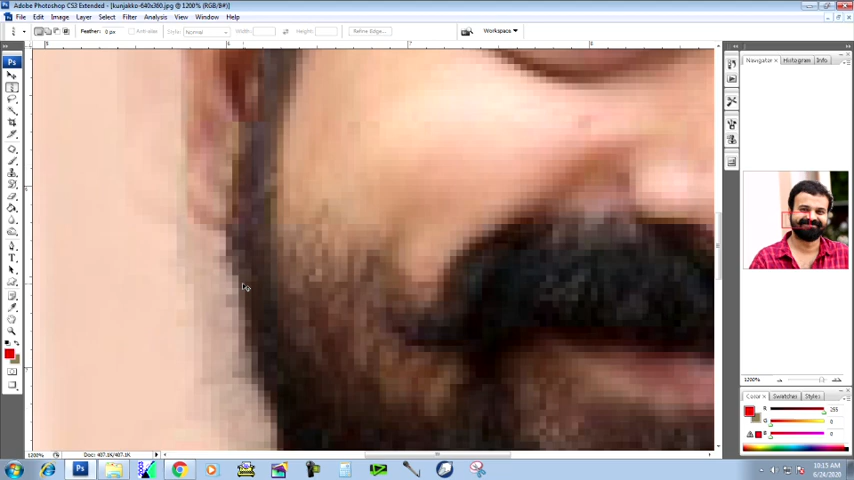 Adobe Photoshop CS3 Extended - [kunjakko-640x360.jpg @ 1200% (RGB/8#)]
File Edit Image Layer Select Filter Analysis View Window Help
Feather: 0 px Anti-alias Style: Normal Width: Height: Refine Edge... Workspace
Navigator × Histogram Info
1200%
Color × Swatches Styles
R 255
G 0
B 0
1200% Doc: 487.1K/487.1K
10:15 AM
6/24/2020